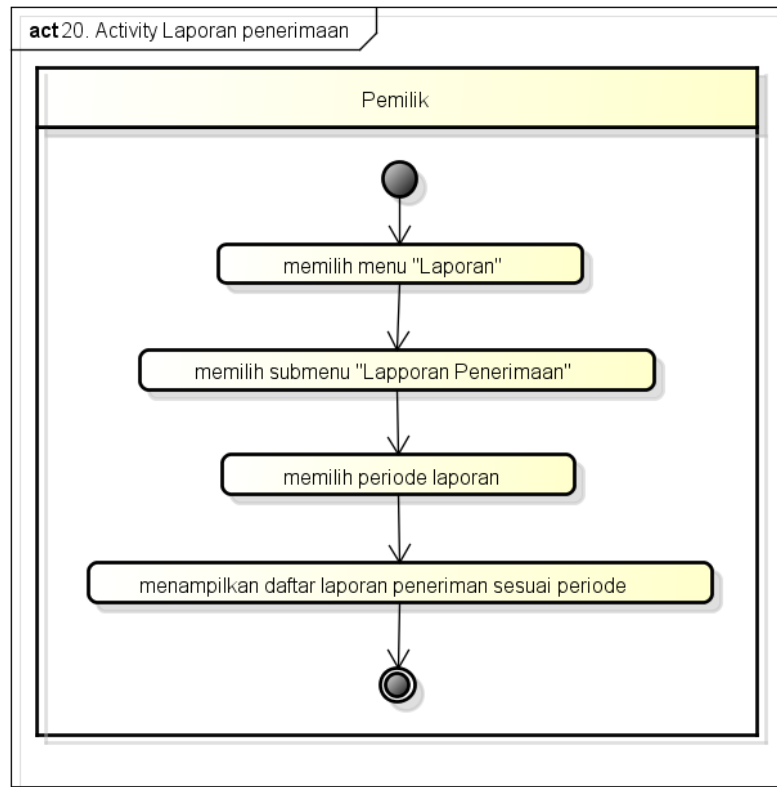 act 20. Activity Laporan penerimaan
Pemilik
memilih menu "Laporan"
memilih submenu "Lapporan Penerimaan"
memilih periode laporan
menampilkan daftar laporan peneriman sesuai periode